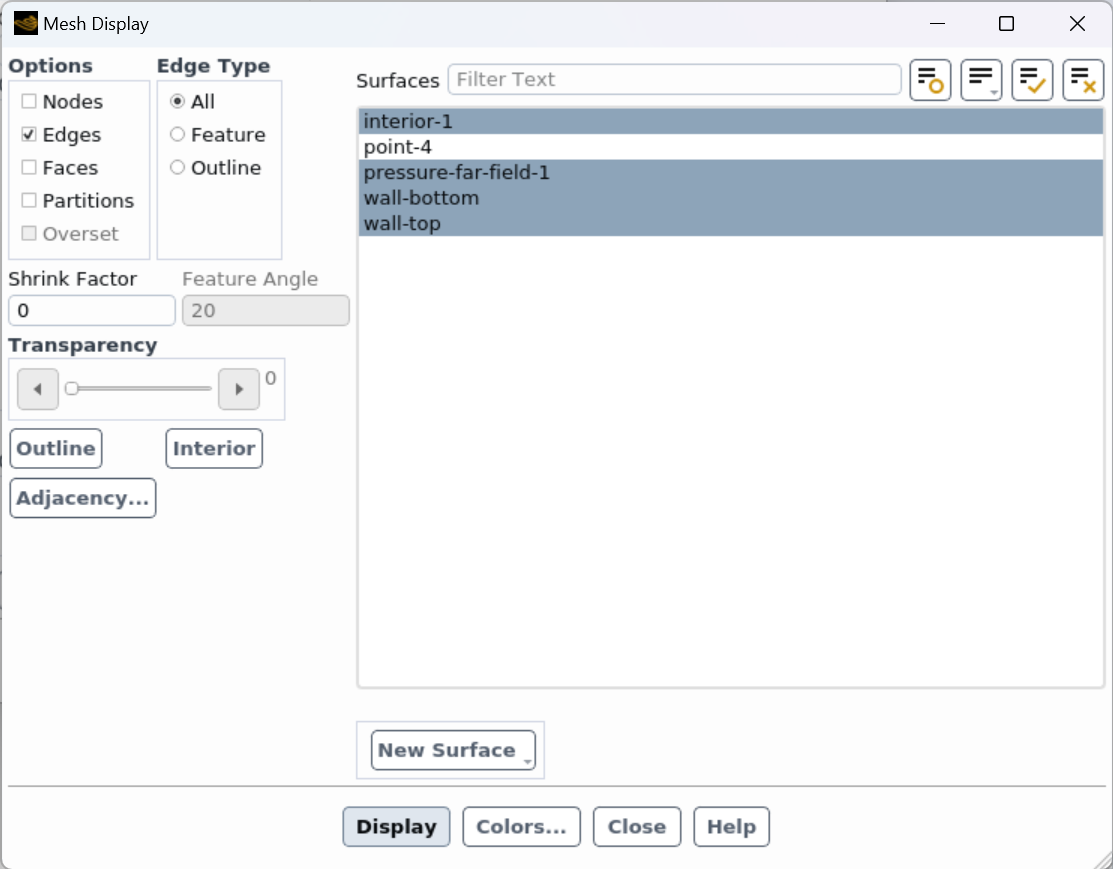 Mesh Display
Options
Nodes
Edges
Faces
Partitions
Overset
Edge Type
All
Feature
Outline
Shrink Factor
0
Feature Angle
20
Transparency
0
Outline
Interior
Adjacency...
Surfaces
Filter Text
interior-1
point-4
pressure-far-field-1
wall-bottom
wall-top
New Surface
Display
Colors...
Close
Help